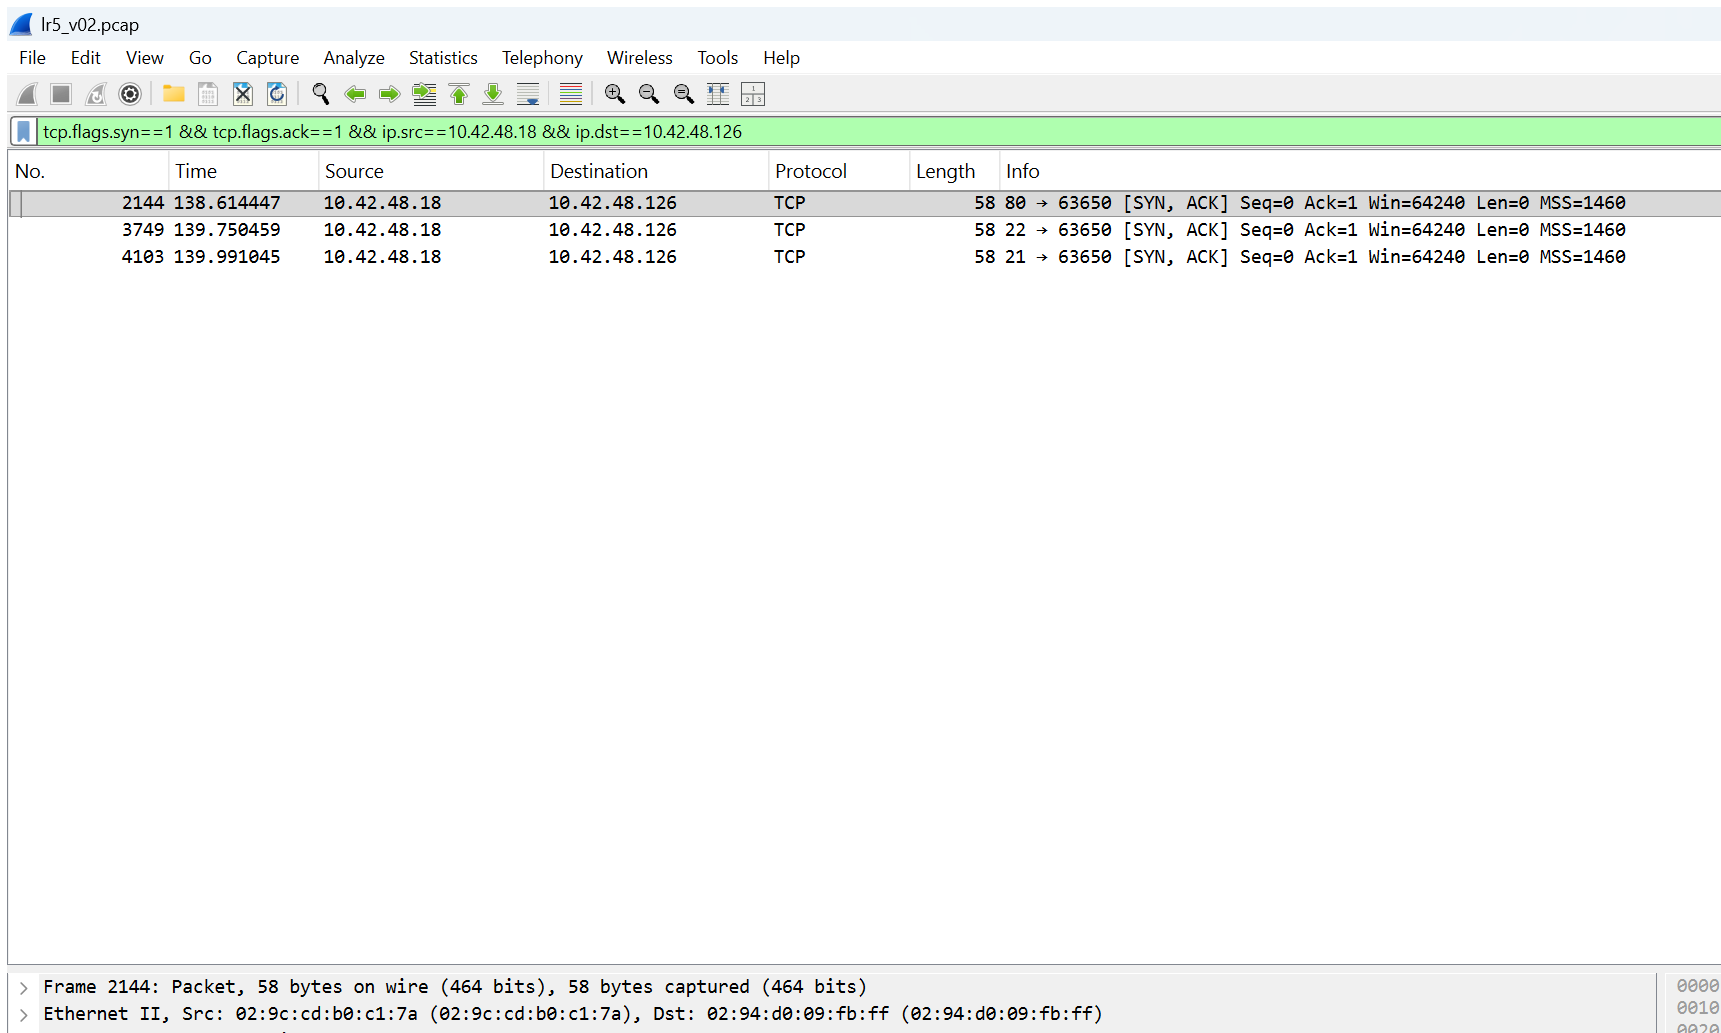 lr5_v02.pcap
File Edit View Go Capture Analyze Statistics Telephony Wireless Tools Help
tcp.flags.syn==1 && tcp.flags.ack==1 && ip.src==10.42.48.18 && ip.dst==10.42.48.126
No. Time Source Destination Protocol Length Info
2144 138.614447 10.42.48.18 10.42.48.126 TCP 58 80 → 63650 [SYN, ACK] Seq=0 Ack=1 Win=64240 Len=0 MSS=1460
3749 139.750459 10.42.48.18 10.42.48.126 TCP 58 22 → 63650 [SYN, ACK] Seq=0 Ack=1 Win=64240 Len=0 MSS=1460
4103 139.991045 10.42.48.18 10.42.48.126 TCP 58 21 → 63650 [SYN, ACK] Seq=0 Ack=1 Win=64240 Len=0 MSS=1460
Frame 2144: Packet, 58 bytes on wire (464 bits), 58 bytes captured (464 bits) 0000
Ethernet II, Src: 02:9c:cd:b0:c1:7a (02:9c:cd:b0:c1:7a), Dst: 02:94:d0:09:fb:ff (02:94:d0:09:fb:ff) 0010
0020